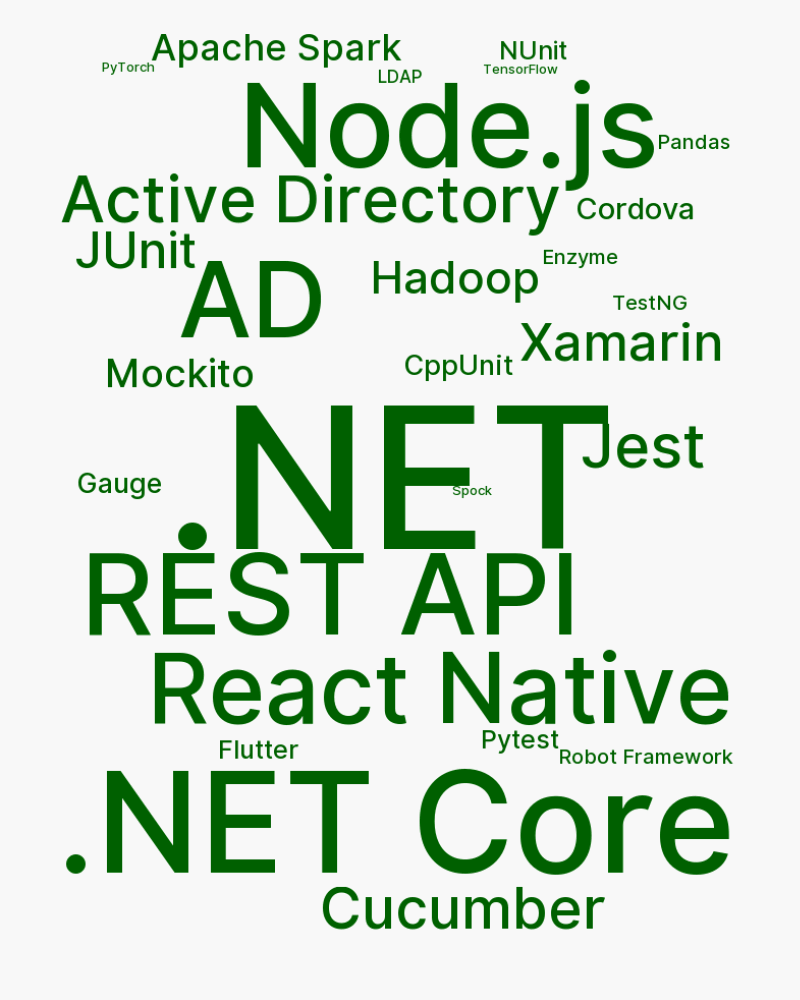 Apache Spark
NUnit
PyTorch
LDAP
TensorFlow
Node.js
Pandas
Active Directory
Cordova
JUnit
AD
Hadoop
Enzyme
TestNG
Xamarin
Mockito
CppUnit
.NET
Jest
Gauge
Spock
REST API
React Native
Flutter
Pytest
Robot Framework
.NET Core
Cucumber